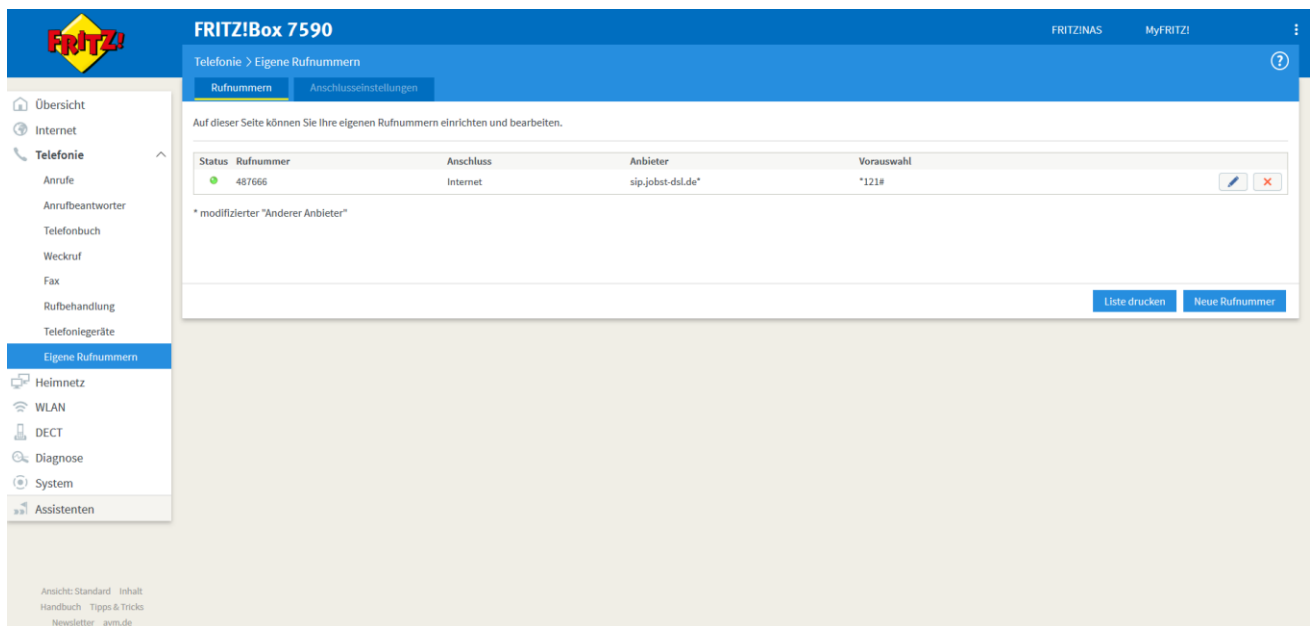 FRITZ!
FRITZ!Box 7590
FRITZ!NAS MyFRITZ!
Telefonie > Eigene Rufnummern
Rufnummern Anschlusseinstellungen
Übersicht
Internet
Telefonie
Anrufe
Anrufbeantworter
Telefonbuch
Weckruf
Fax
Rufbehandlung
Telefoniegeräte
Eigene Rufnummern
Heimnetz
WLAN
DECT
Diagnose
System
Assistenten
Ansicht: Standard Inhalt
Handbuch Tipps & Tricks
Newsletter avm.de
Auf dieser Seite können Sie Ihre eigenen Rufnummern einrichten und bearbeiten.
Status Rufnummer Anschluss Anbieter Vorauswahl
487666 Internet sip.jobst-dsl.de* *121#
* modifizierter "Anderer Anbieter"
Liste drucken Neue Rufnummer